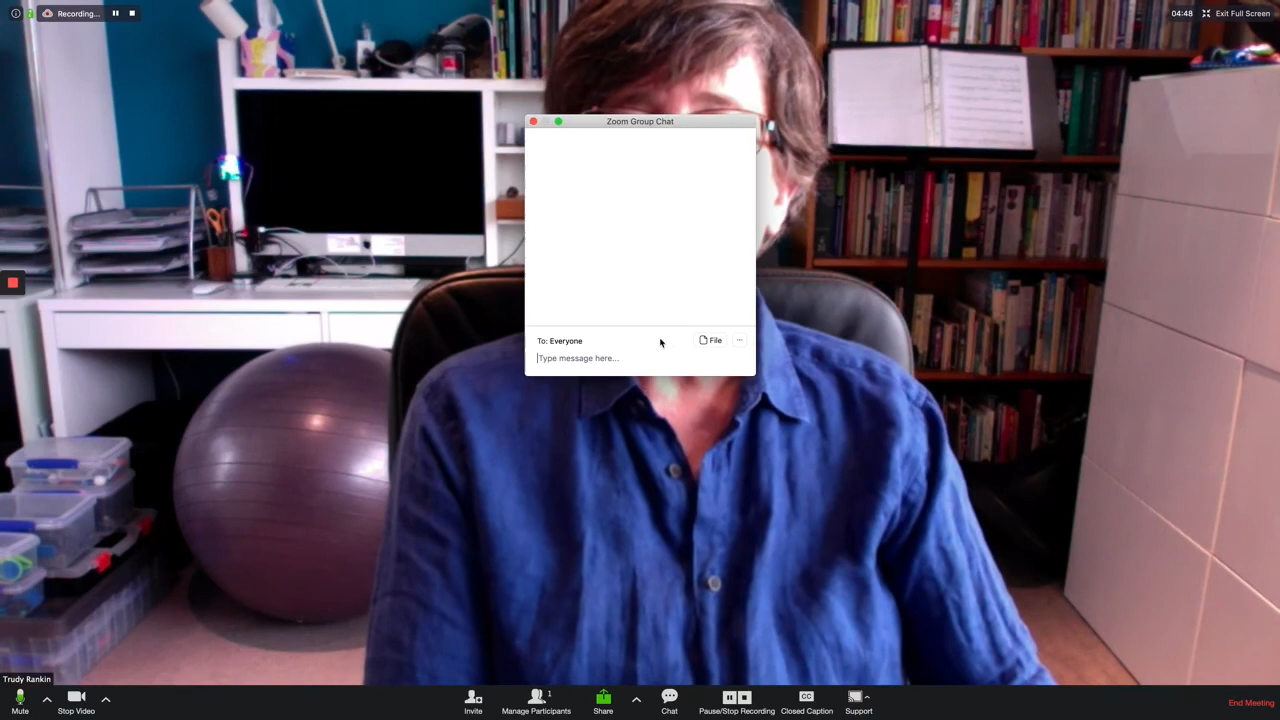 Recording...
04:48
Exit Full Screen
Zoom Group Chat
To: Everyone
File
Type message here...
Trudy Rankin
Mute
Stop Video
Invite
1
Manage Participants
Share
Chat
Pause/Stop Recording
CC
Closed Caption
Support
End Meeting